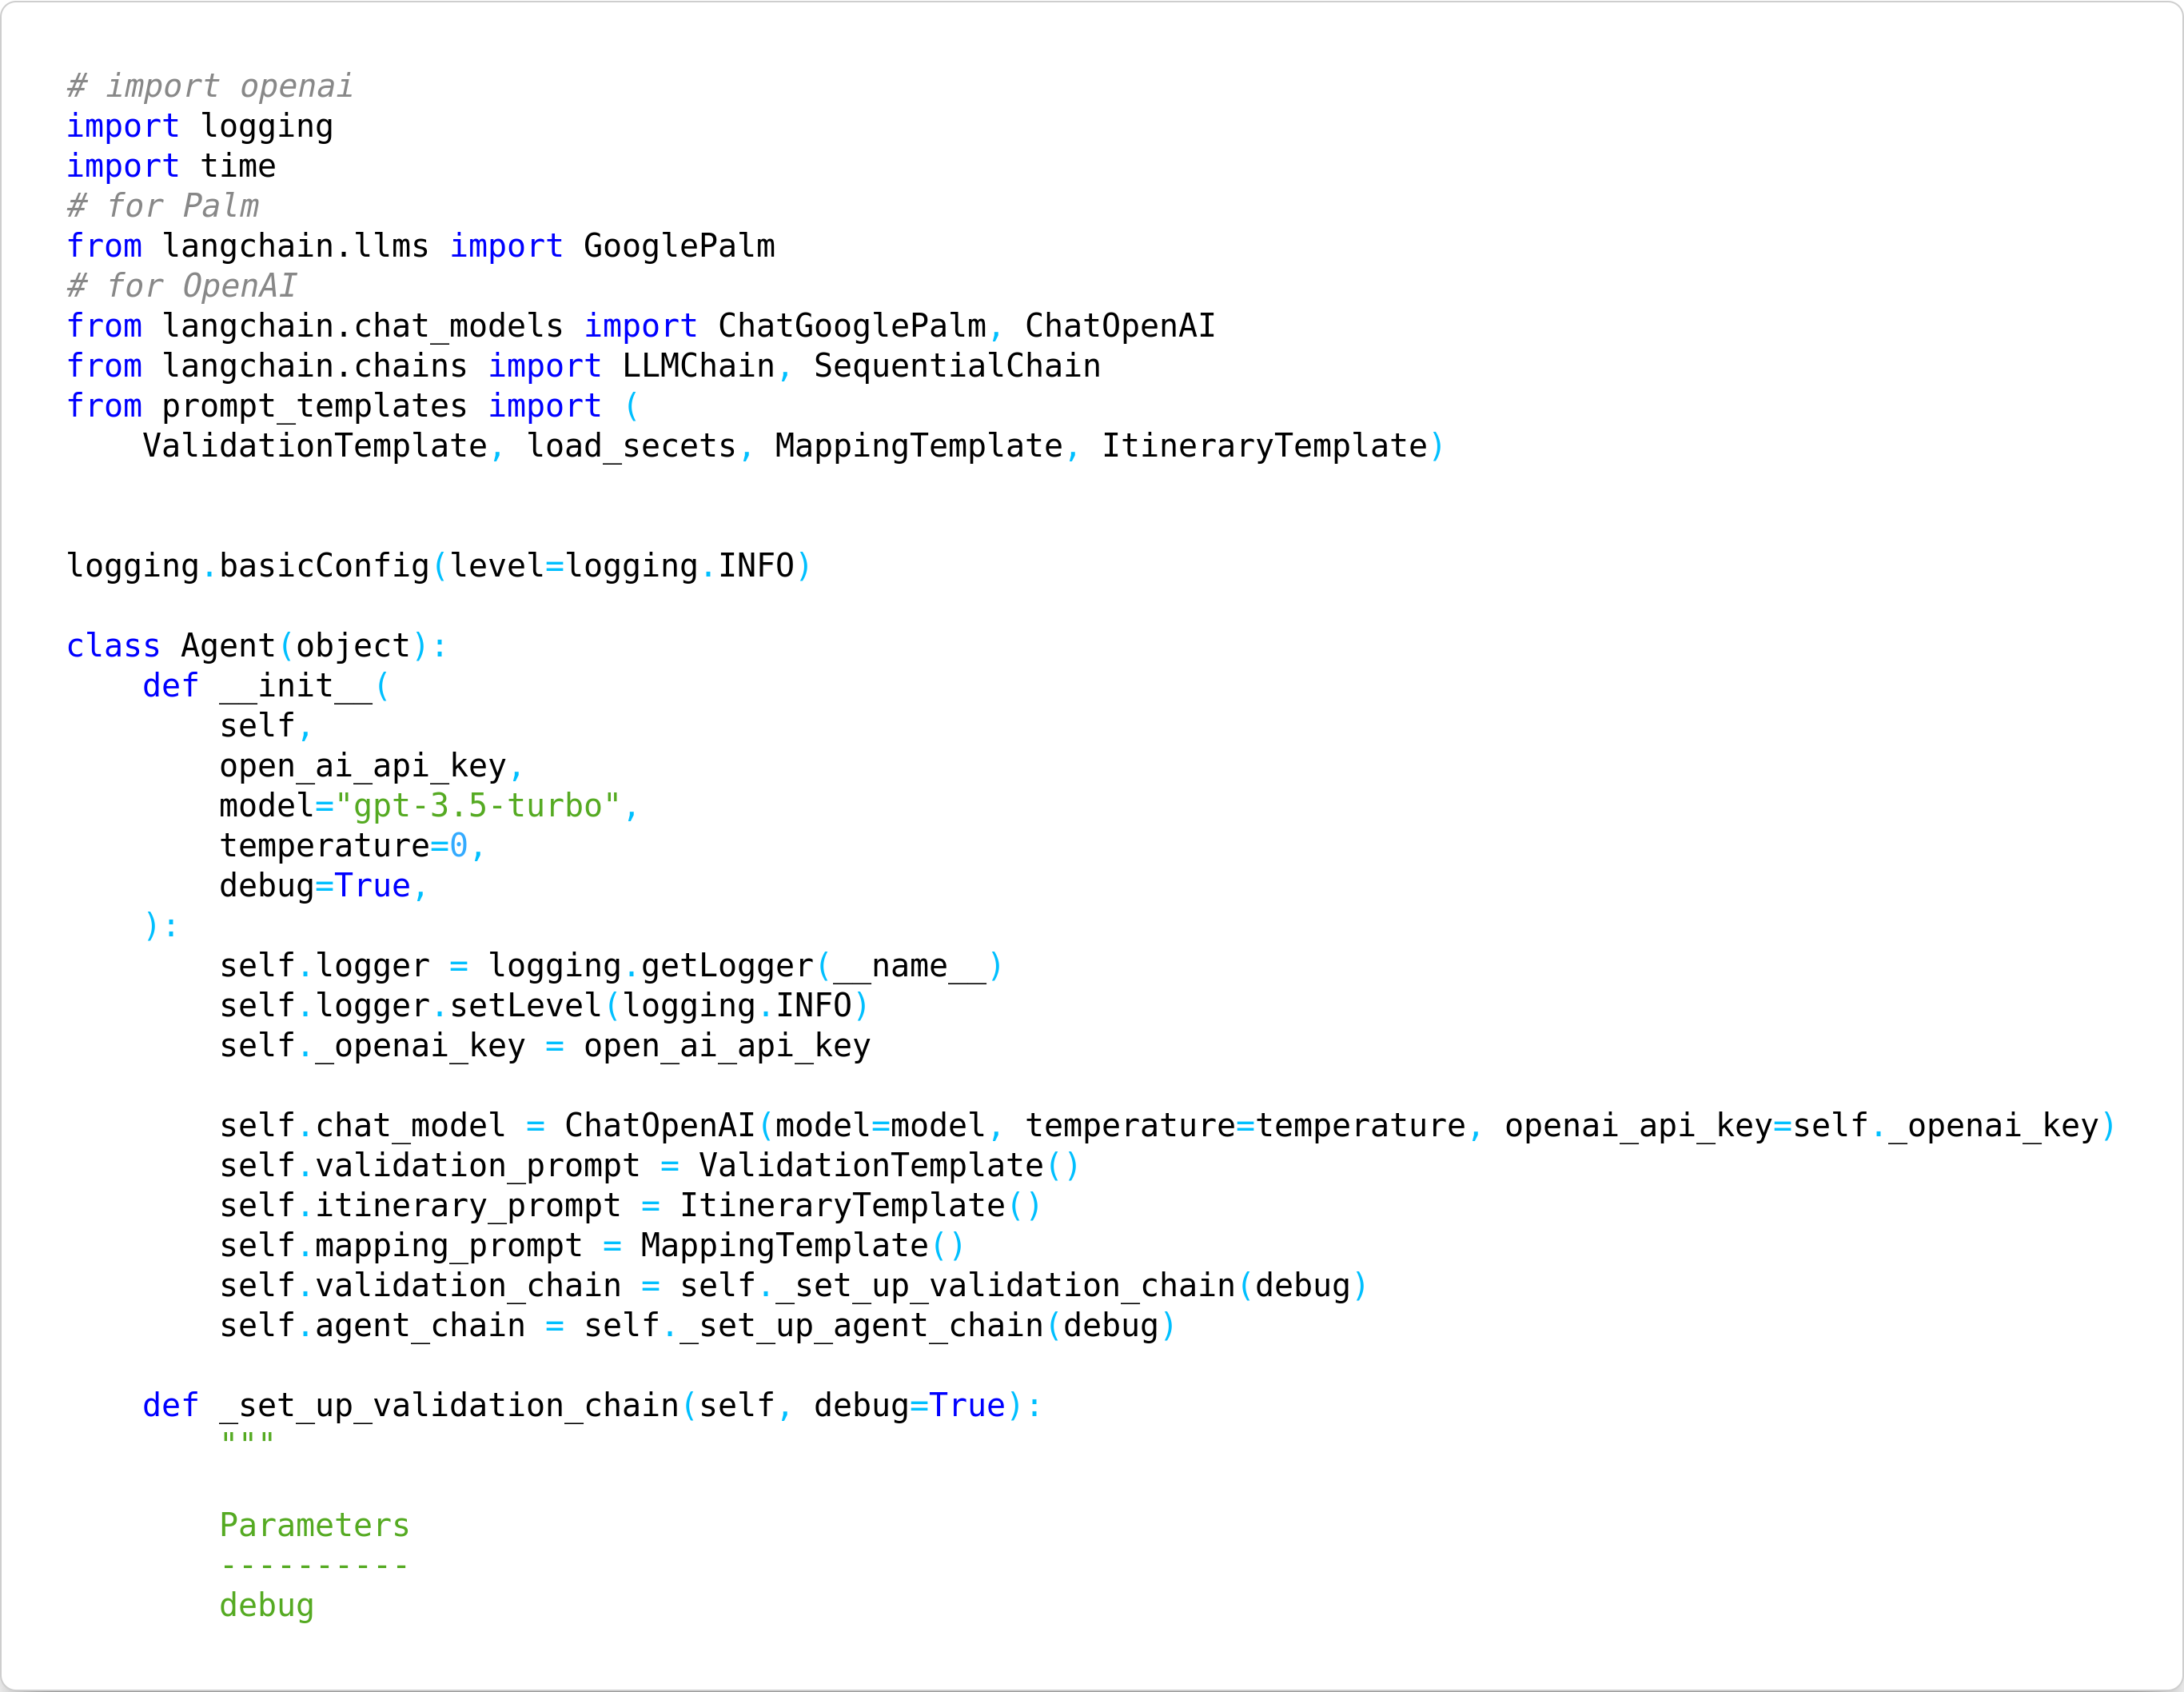 # import openai
import logging
import time
# for Palm
from langchain.llms import GooglePalm
# for OpenAI
from langchain.chat_models import ChatGooglePalm, ChatOpenAI
from langchain.chains import LLMChain, SequentialChain
from prompt_templates import (
    ValidationTemplate, load_secets, MappingTemplate, ItineraryTemplate)


logging.basicConfig(level=logging.INFO)

class Agent(object):
    def __init__(
        self,
        open_ai_api_key,
        model="gpt-3.5-turbo",
        temperature=0,
        debug=True,
    ):
        self.logger = logging.getLogger(__name__)
        self.logger.setLevel(logging.INFO)
        self._openai_key = open_ai_api_key

        self.chat_model = ChatOpenAI(model=model, temperature=temperature, openai_api_key=self._openai_key)
        self.validation_prompt = ValidationTemplate()
        self.itinerary_prompt = ItineraryTemplate()
        self.mapping_prompt = MappingTemplate()
        self.validation_chain = self._set_up_validation_chain(debug)
        self.agent_chain = self._set_up_agent_chain(debug)

    def _set_up_validation_chain(self, debug=True):
        """

        Parameters
        ----------
        debug